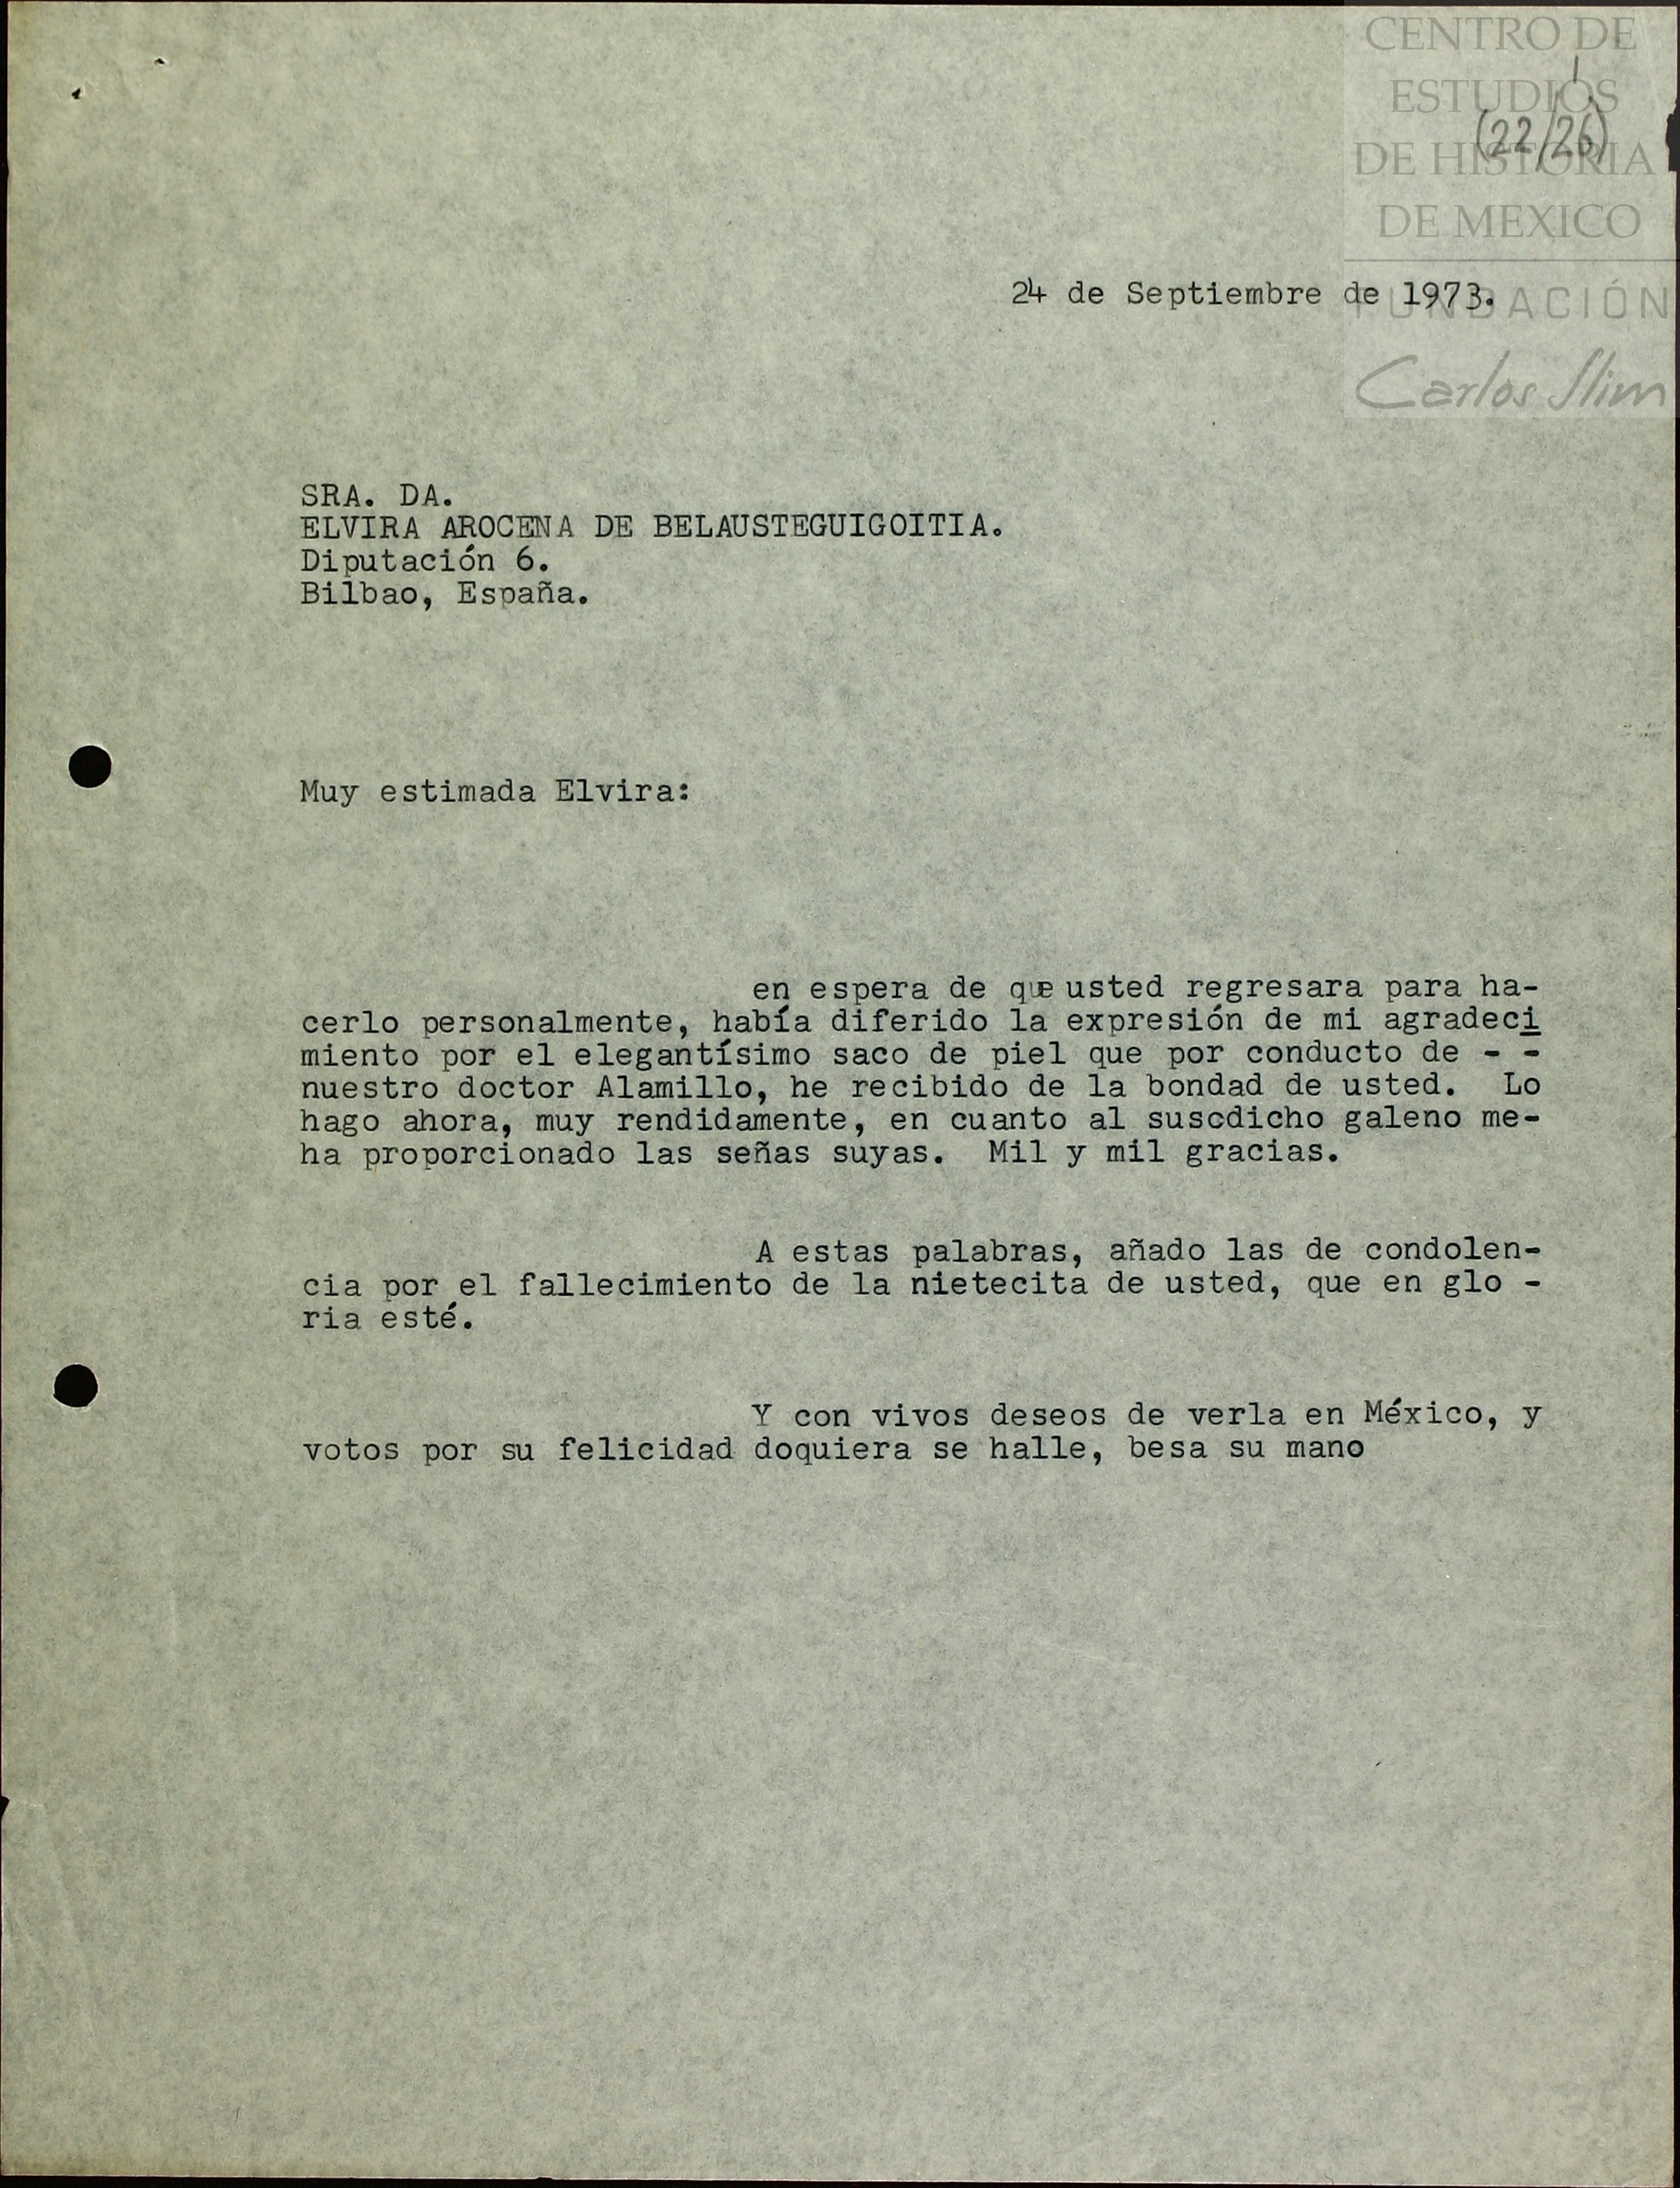 CENTRO DE
ESTUDIOS
(22/26)
DE HISTORIA
DE MEXICO
24 de Septiembre de 1973.
FUNDACIÓN
Carlos Slim
SRA. DA.
ELVIRA AROCENA DE BELAUSTEGUIGOITIA.
Diputación 6.
Bilbao, España.
Muy estimada Elvira:
en espera de que usted regresara para ha-
cerlo personalmente, había diferido la expresión de mi agradeci
miento por el elegantísimo saco de piel que por conducto de - -
nuestro doctor Alamillo, he recibido de la bondad de usted. Lo
hago ahora, muy rendidamente, en cuanto al susodicho galeno me-
ha proporcionado las señas suyas. Mil y mil gracias.
A estas palabras, añado las de condolen-
cia por el fallecimiento de la nietecita de usted, que en glo -
ria esté.
Y con vivos deseos de verla en México, y
votos por su felicidad doquiera se halle, besa su mano